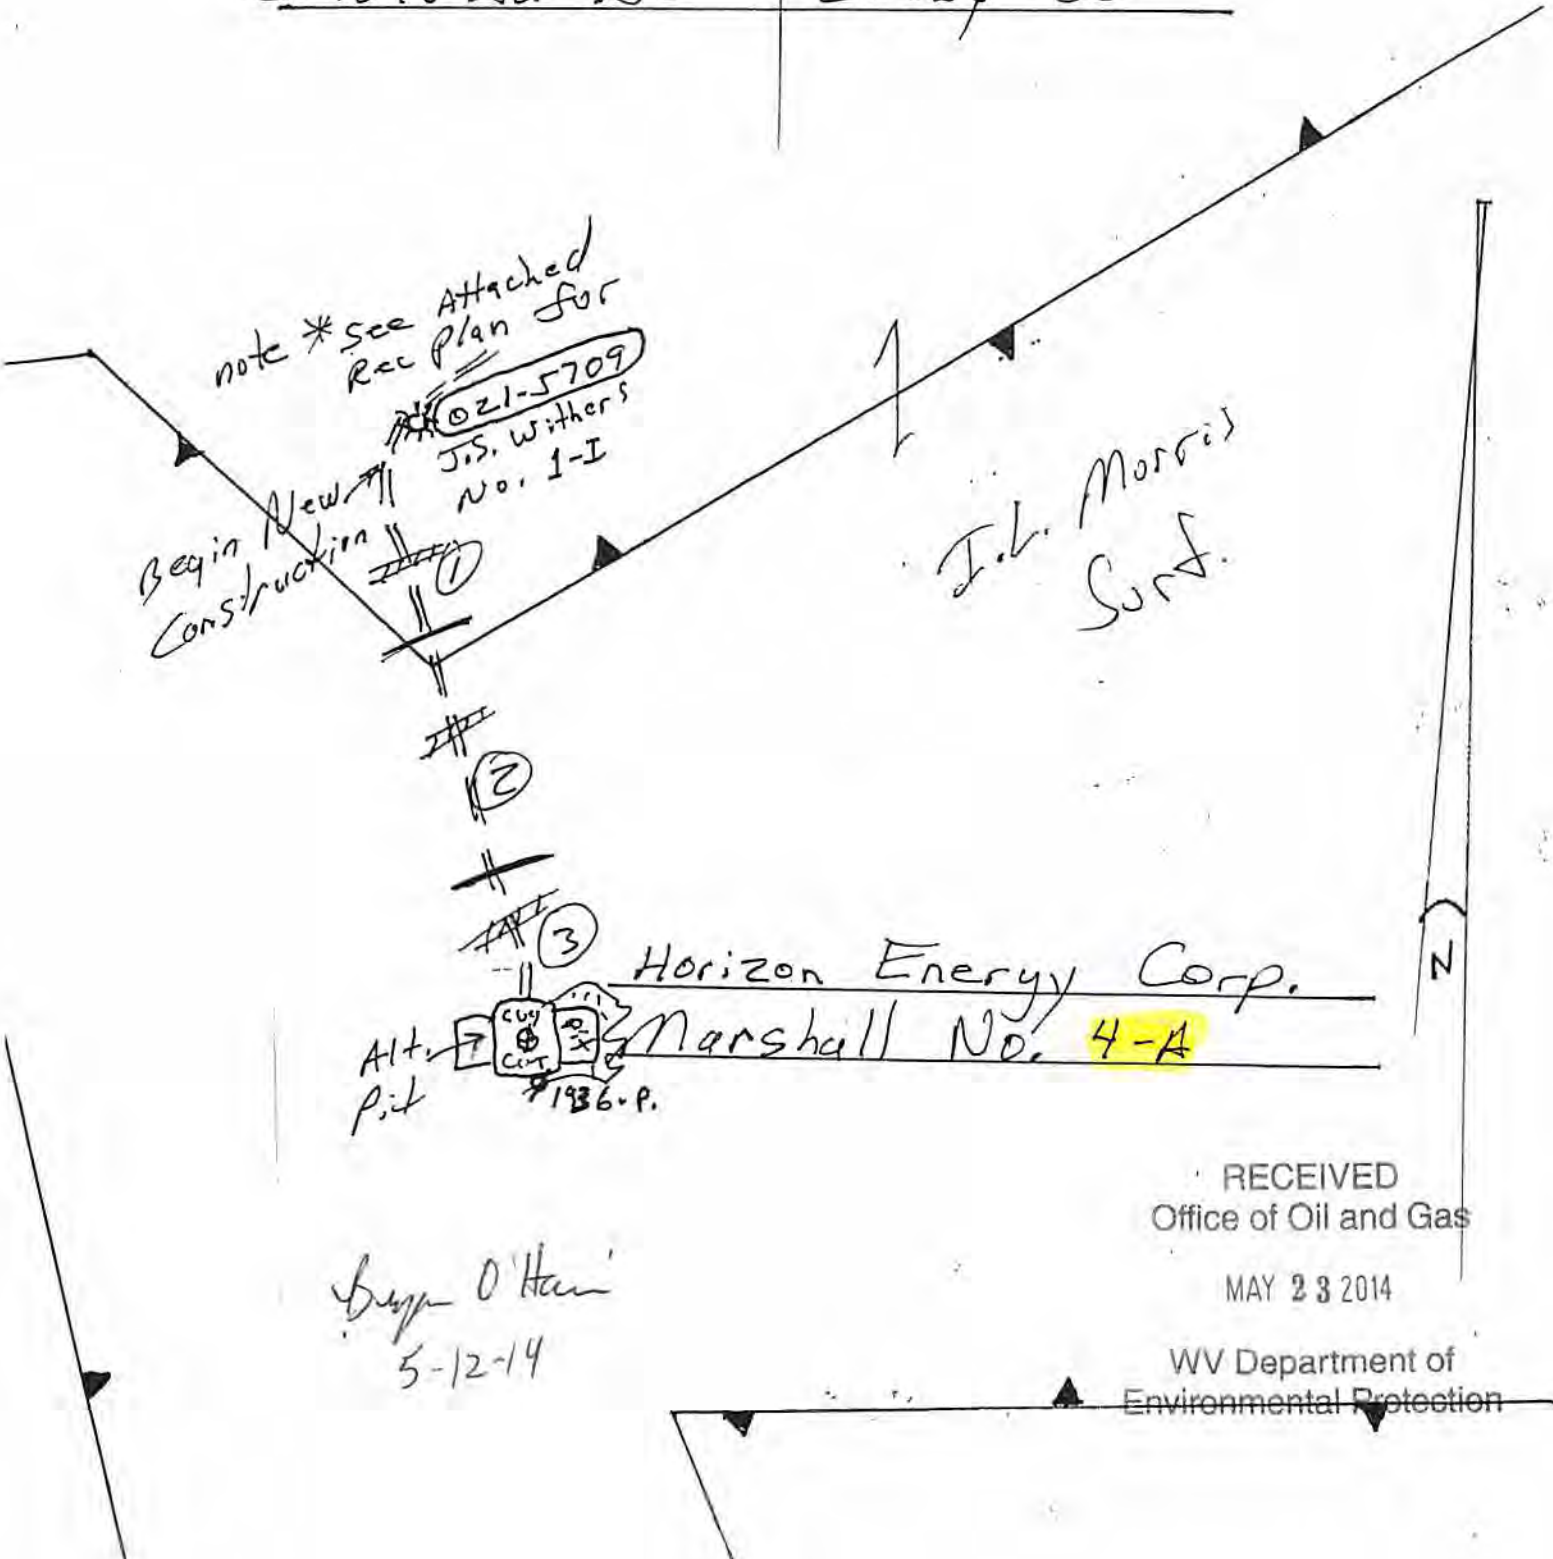 note * See Attached
Rec Plan for
021-5709
J.S. Withers
No. 1-I
Begin New
Construction
1
I.L. Morris
Surf.
2
3
N
Horizon Energy Corp.
Marshall No. 4-A
Alt.
Pit
1936-P.
RECEIVED
Office of Oil and Gas
MAY 23 2014
WV Department of
Environmental Protection
5-12-14